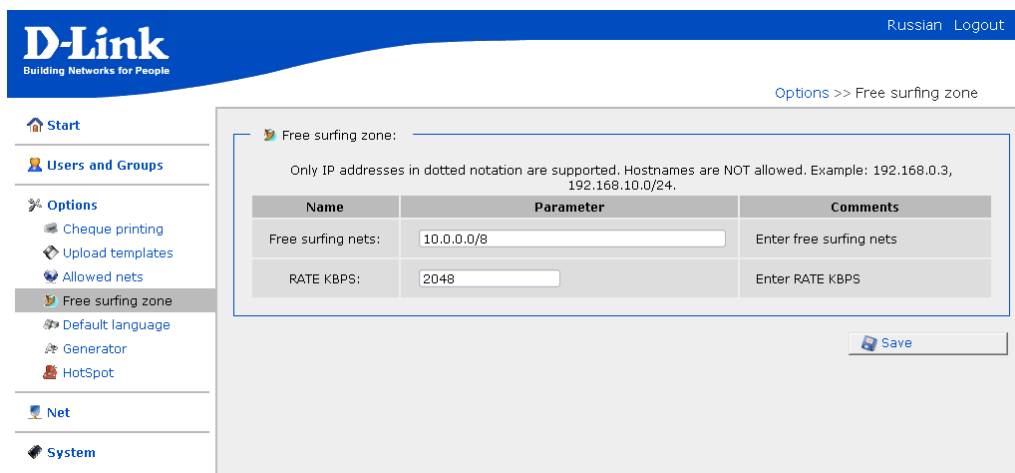 Russian Logout
D-Link
Building Networks for People
Options >> Free surfing zone
Start
Users and Groups
Options
Cheque printing
Upload templates
Allowed nets
Free surfing zone
Default language
Generator
HotSpot
Net
System
Free surfing zone:
Only IP addresses in dotted notation are supported. Hostnames are NOT allowed. Example: 192.168.0.3,
192.168.10.0/24.
Name Parameter Comments
Free surfing nets: 10.0.0.0/8 Enter free surfing nets
RATE KBPS: 2048 Enter RATE KBPS
Save